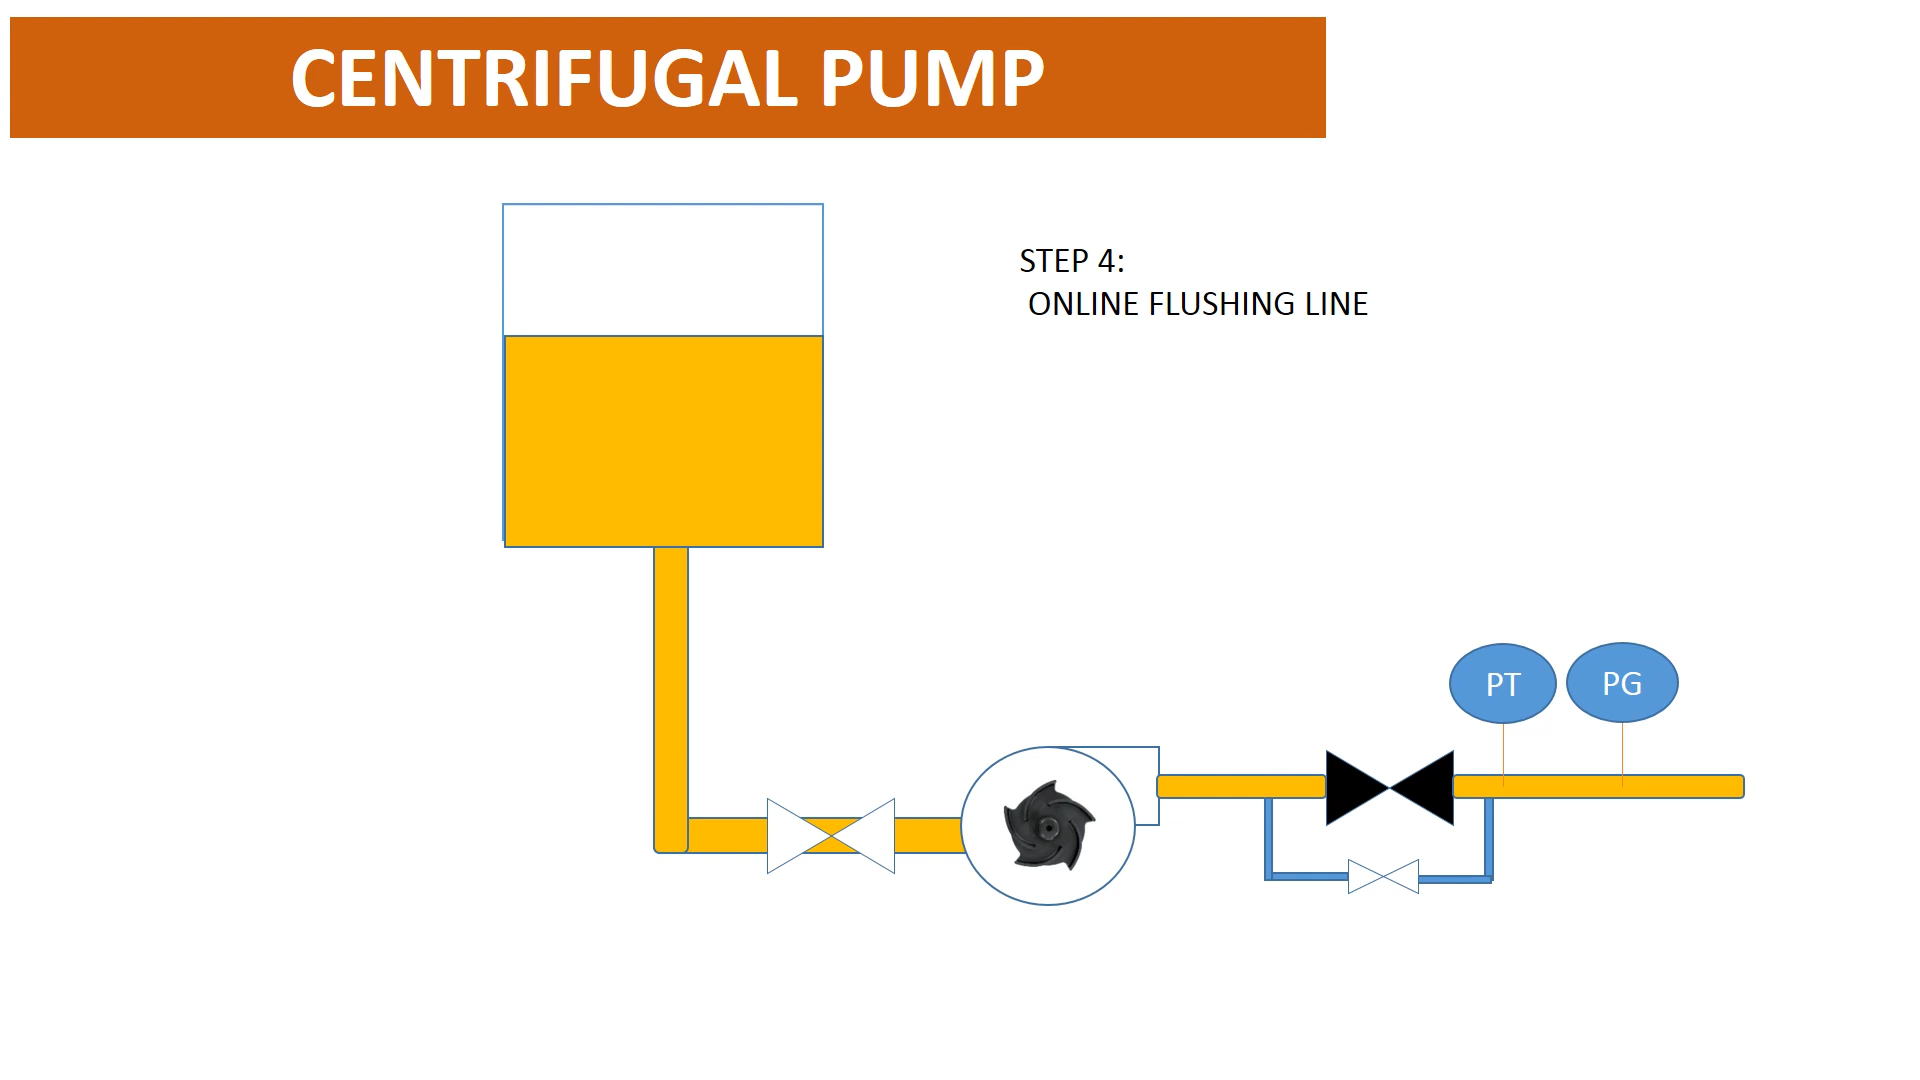 CENTRIFUGAL PUMP
STEP 4:
ONLINE FLUSHING LINE
PT
PG